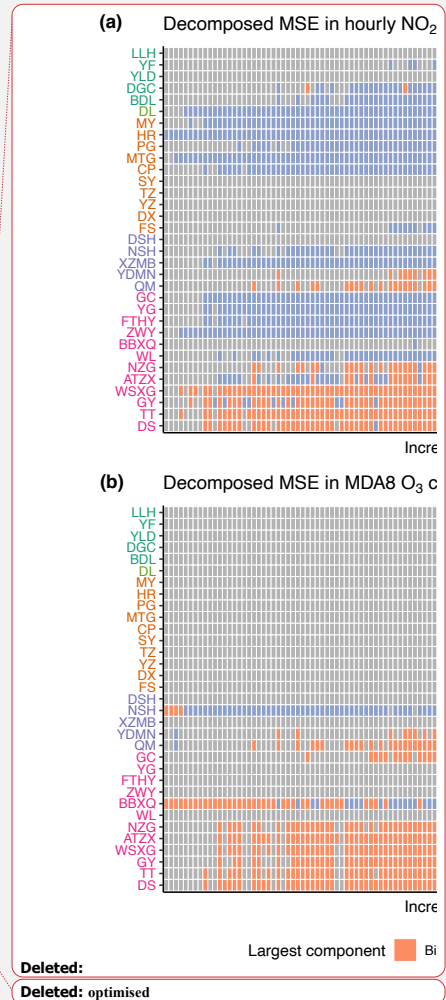 (a) Decomposed MSE in hourly NO2
LLH
YF
YLD
DGC
BDL
DL
MY
HR
PG
MTG
CP
SY
TZ
YZ
DX
FS
DSH
NSH
XZMB
YDMN
QM
GC
YG
FTHY
ZWY
BBXQ
WL
NZG
ATZX
WSXG
GY
TT
DS
Incre
(b) Decomposed MSE in MDA8 O3 c
LLH
YF
YLD
DGC
BDL
DL
MY
HR
PG
MTG
CP
SY
TZ
YZ
DX
FS
DSH
NSH
XZMB
YDMN
QM
GC
YG
FTHY
ZWY
BBXQ
WL
NZG
ATZX
WSXG
GY
TT
DS
Incre
Largest component Bi
Deleted:
Deleted: optimised